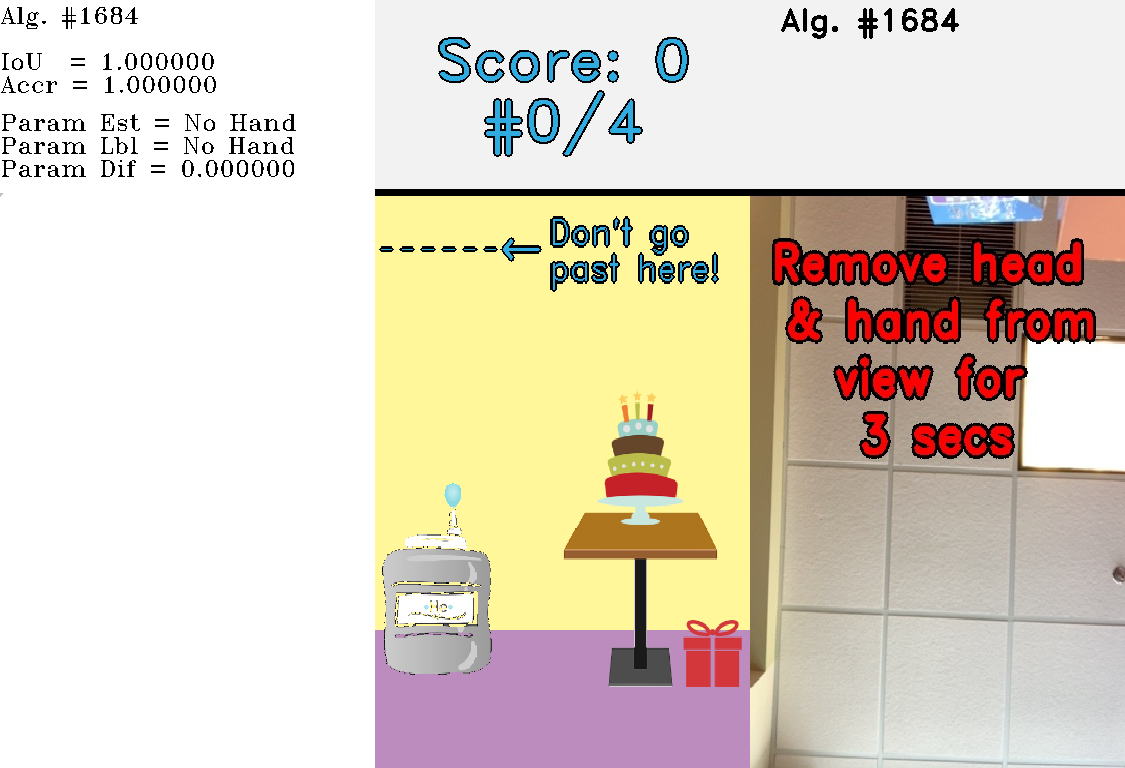 Alg. #1684
IoU = 1.000000
Accr = 1.000000
Param Est = No Hand
Param Lbl = No Hand
Param Dif = 0.000000
Score: 0
#0/4
Alg. #1684
Don't go
past here!
Remove head
& hand from
view for
3 secs